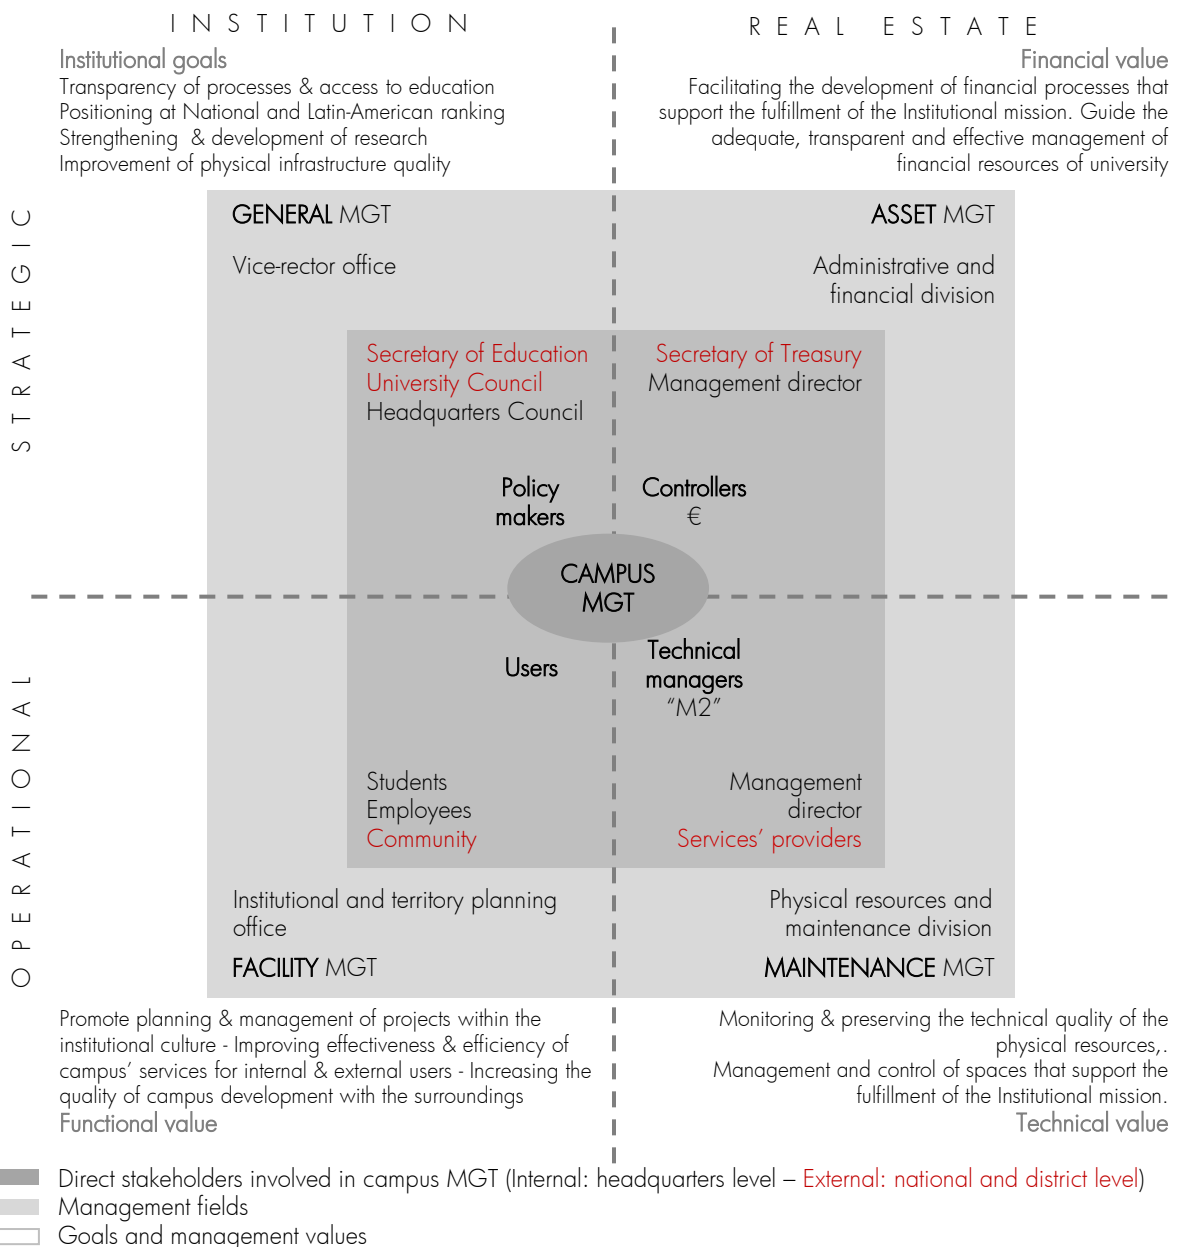 INSTITUTION
REAL ESTATE
Institutional goals
Transparency of processes & access to education
Positioning at National and Latin-American ranking
Strengthening & development of research
Improvement of physical infrastructure quality
Financial value
Facilitating the development of financial processes that
support the fulfillment of the Institutional mission. Guide the
adequate, transparent and effective management of
financial resources of university
STRATEGIC
GENERAL MGT
Vice-rector office
ASSET MGT
Administrative and
financial division
Secretary of Education
University Council
Headquarters Council
Secretary of Treasury
Management director
Policy
makers
Controllers
€
CAMPUS
MGT
OPERATIONAL
Users
Technical
managers
“M2”
Students
Employees
Community
Management
director
Services’ providers
Institutional and territory planning
office
FACILITY MGT
Physical resources and
maintenance division
MAINTENANCE MGT
Promote planning & management of projects within the
institutional culture - Improving effectiveness & efficiency of
campus’ services for internal & external users - Increasing the
quality of campus development with the surroundings
Functional value
Monitoring & preserving the technical quality of the
physical resources,.
Management and control of spaces that support the
fulfillment of the Institutional mission.
Technical value
Direct stakeholders involved in campus MGT (Internal: headquarters level – External: national and district level)
Management fields
Goals and management values